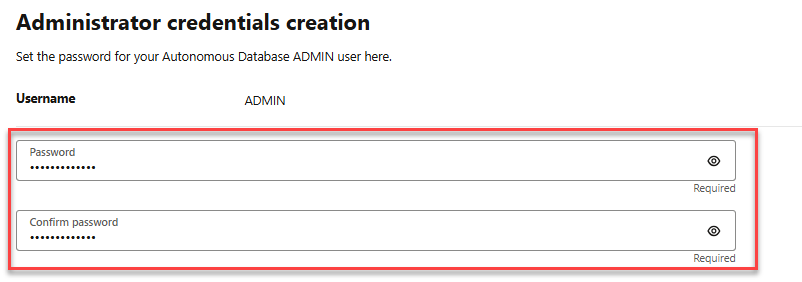 Administrator credentials creation
Set the password for your Autonomous Database ADMIN user here.
Username ADMIN
Password
•••••••••••••
Required
Confirm password
•••••••••••••
Required